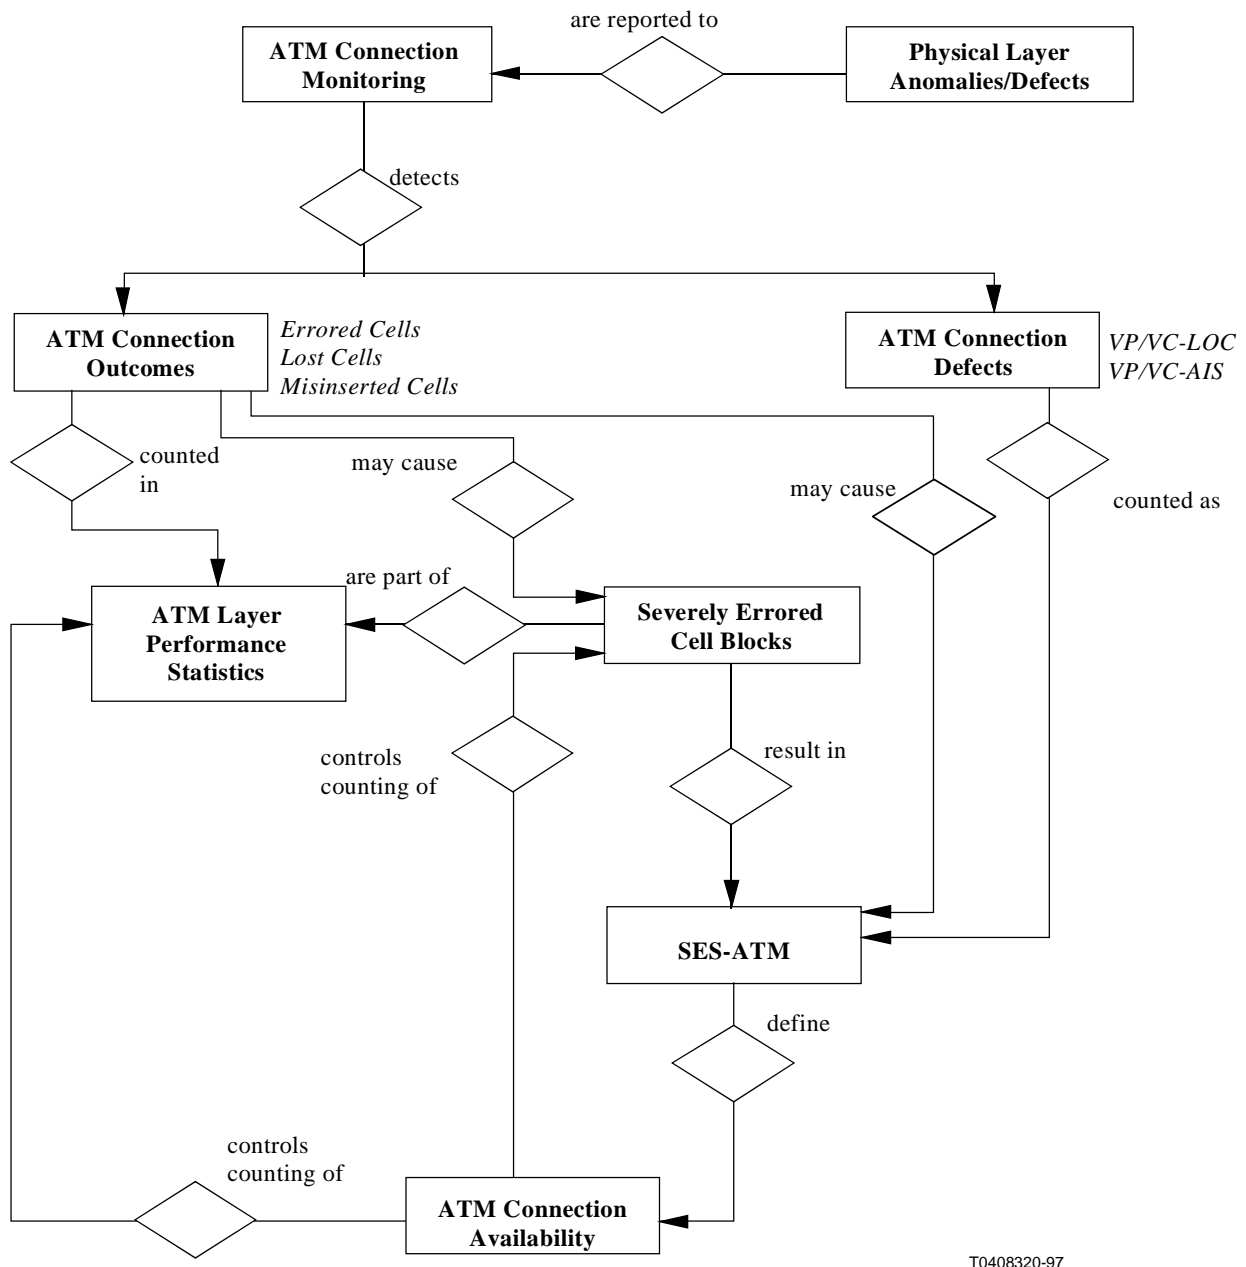 are reported to
ATM Connection
Monitoring
Physical Layer
Anomalies/Defects
detects
ATM Connection
Outcomes
Errored Cells
Lost Cells
Misinserted Cells
ATM Connection
Defects
VP/VC-LOC
VP/VC-AIS
counted
in
may cause
may cause
counted as
are part of
ATM Layer
Performance
Statistics
Severely Errored
Cell Blocks
controls
counting of
result in
SES-ATM
define
controls
counting of
ATM Connection
Availability
T0408320-97